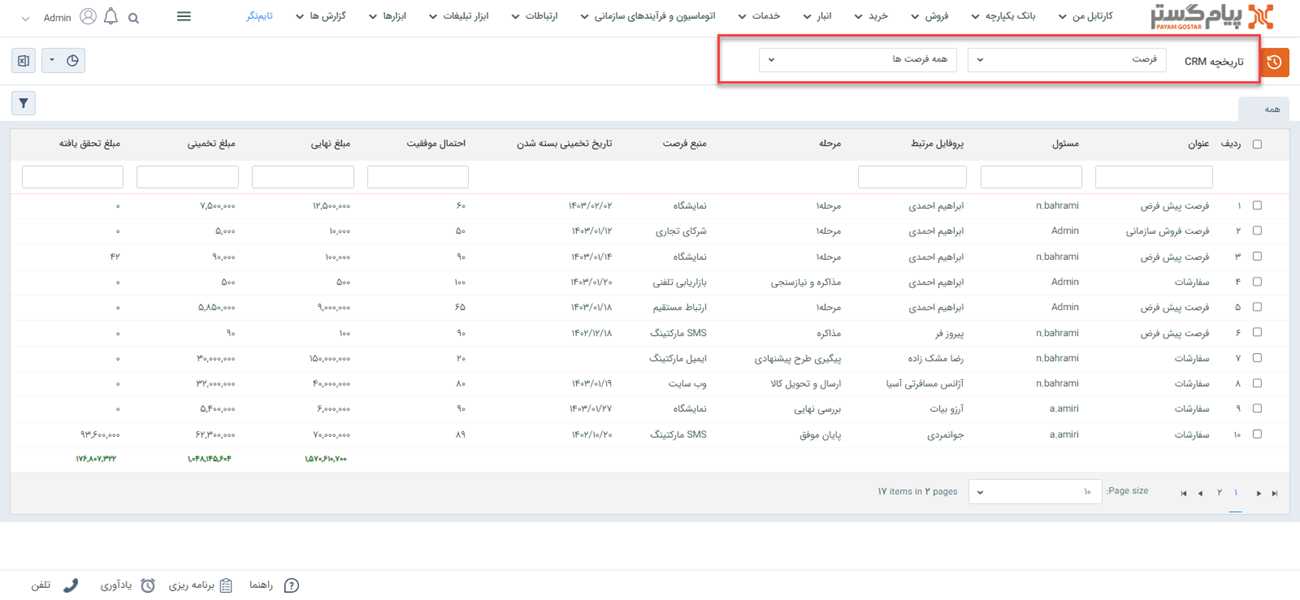 پیام‌گستر
PAYAM GOSTAR
کارتابل من
بانک یکپارچه
فروش
خرید
انبار
خدمات
اتوماسیون و فرآیندهای سازمانی
ارتباطات
ابزار تبلیغات
ابزارها
گزارش ها
تایم‌نگر
Admin
تاریخچه CRM
فرصت
همه فرصت ها
همه
ردیف عنوان مسئول پروفایل مرتبط مرحله منبع فرصت تاریخ تخمینی بسته شدن احتمال موفقیت مبلغ نهایی مبلغ تخمینی مبلغ تحقق یافته
۱ فرصت پیش فرض n.bahrami ابراهیم احمدی مرحله۱ نمایشگاه ۱۴۰۳/۰۲/۰۲ ۶۰ ۱۲,۵۰۰,۰۰۰ ۷,۵۰۰,۰۰۰ ۰
۲ فرصت فروش سازمانی Admin ابراهیم احمدی مرحله۱ شرکای تجاری ۱۴۰۳/۰۱/۱۲ ۵۰ ۱۰,۰۰۰ ۵,۰۰۰ ۰
۳ فرصت پیش فرض n.bahrami ابراهیم احمدی مرحله۱ نمایشگاه ۱۴۰۳/۰۱/۱۴ ۹۰ ۱۰۰,۰۰۰ ۹۰,۰۰۰ ۴۲
۴ سفارشات Admin ابراهیم احمدی مذاکره و نیازسنجی بازاریابی تلفنی ۱۴۰۳/۰۱/۲۰ ۱۰۰ ۵۰۰ ۵۰۰ ۰
۵ فرصت پیش فرض Admin ابراهیم احمدی مرحله۱ ارتباط مستقیم ۱۴۰۳/۰۱/۱۸ ۶۵ ۹,۰۰۰,۰۰۰ ۵,۸۵۰,۰۰۰ ۰
۶ فرصت پیش فرض n.bahrami پیروز فر مذاکره SMS مارکتینگ ۱۴۰۲/۱۲/۱۸ ۹۰ ۱۰۰ ۹۰ ۰
۷ سفارشات n.bahrami رضا مشک زاده پیگیری طرح پیشنهادی ایمیل مارکتینگ ۲۰ ۱۵۰,۰۰۰,۰۰۰ ۳۰,۰۰۰,۰۰۰ ۰
۸ سفارشات n.bahrami آژانس مسافرتی آسیا ارسال و تحویل کالا وب سایت ۱۴۰۳/۰۱/۱۹ ۸۰ ۴۰,۰۰۰,۰۰۰ ۳۲,۰۰۰,۰۰۰ ۰
۹ سفارشات a.amiri آرزو بیات بررسی نهایی نمایشگاه ۱۴۰۳/۰۱/۲۷ ۹۰ ۶,۰۰۰,۰۰۰ ۵,۴۰۰,۰۰۰ ۰
۱۰ سفارشات a.amiri جوانمردی پایان موفق SMS مارکتینگ ۱۴۰۲/۱۰/۲۰ ۸۹ ۷۰,۰۰۰,۰۰۰ ۶۲,۳۰۰,۰۰۰ ۹۳,۶۰۰,۰۰۰
۱,۵۷۰,۶۱۰,۷۰۰ ۱,۰۴۸,۱۴۵,۶۰۴ ۱۷۶,۸۰۷,۳۲۲
۱ ۲ Page size: ۱۰ ۱۷ items in ۲ pages
راهنما
برنامه ریزی
یادآوری
تلفن